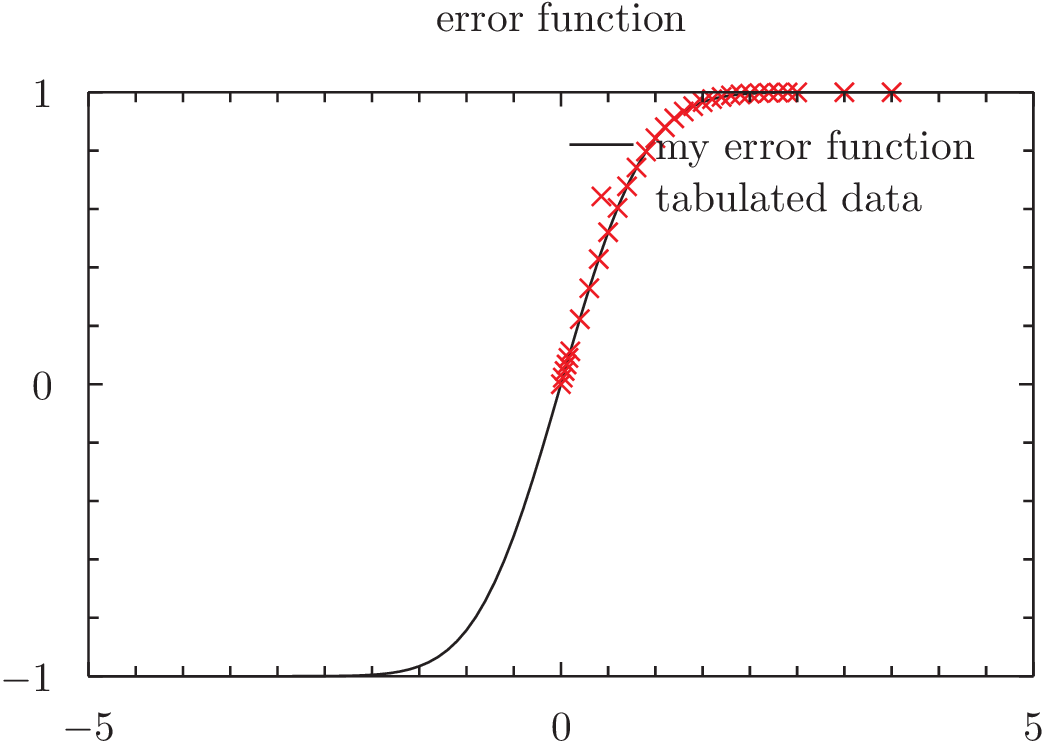 error function
1
my error function
tabulated data
0
−1
−5 0 5